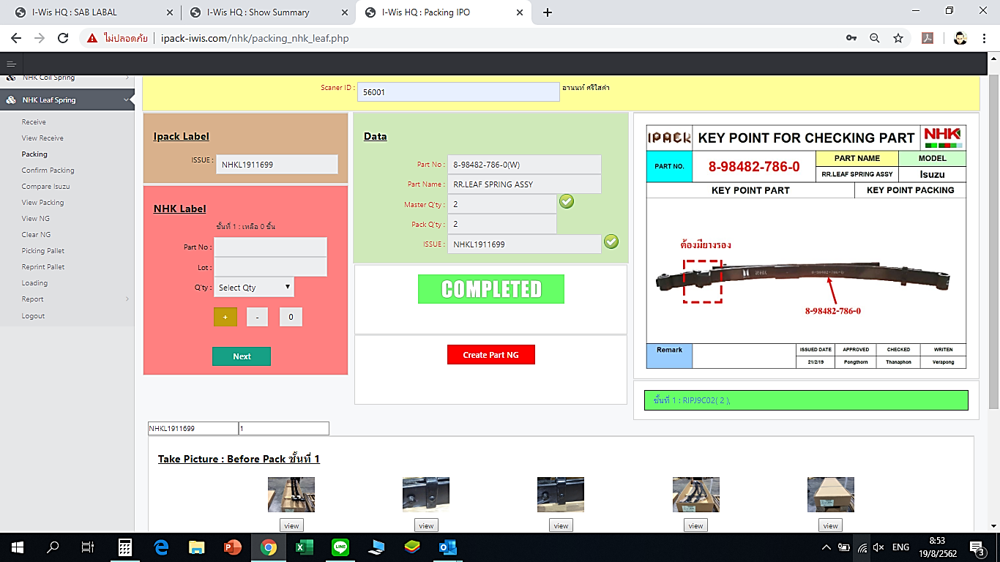 I-Wis HQ : SAB LABAL
I-Wis HQ : Show Summary
I-Wis HQ : Packing IPO
ไม่ปลอดภัย
ipack-iwis.com/nhk/packing_nhk_leaf.php
NHK Coil Spring
NHK Leaf Spring
Receive
View Receive
Packing
Confirm Packing
Compare Isuzu
View Packing
View NG
Clear NG
Picking Pallet
Reprint Pallet
Loading
Report
Logout
Scaner ID : 56001 อานนท์ ศรีใสคำ
Ipack Label
ISSUE : NHKL1911699
NHK Label
ชั้นที่ 1 : เหลือ 0 ชิ้น
Part No :
Lot :
Q'ty : Select Qty
+ - 0
Next
Data
Part No : 8-98482-786-0(W)
Part Name : RR.LEAF SPRING ASSY
Master Q'ty : 2
Pack Q'ty : 2
ISSUE : NHKL1911699
COMPLETED
Create Part NG
IPACK KEY POINT FOR CHECKING PART NHK
PART NO. 8-98482-786-0
PART NAME MODEL
RR.LEAF SPRING ASSY Isuzu
KEY POINT PART KEY POINT PACKING
ต้องมียางรอง
NHK 8-98482-786-0
8-98482-786-0
Remark
ISSUED DATE APPROVED CHECKED WRITEN
21/2/19 Pongthorn Thanaphon Verapong
ชั้นที่ 1 : RIPJ9C02( 2 ),
NHKL1911699 1
Take Picture : Before Pack ชั้นที่ 1
view view view view view
ENG
8:53
19/8/2562
3